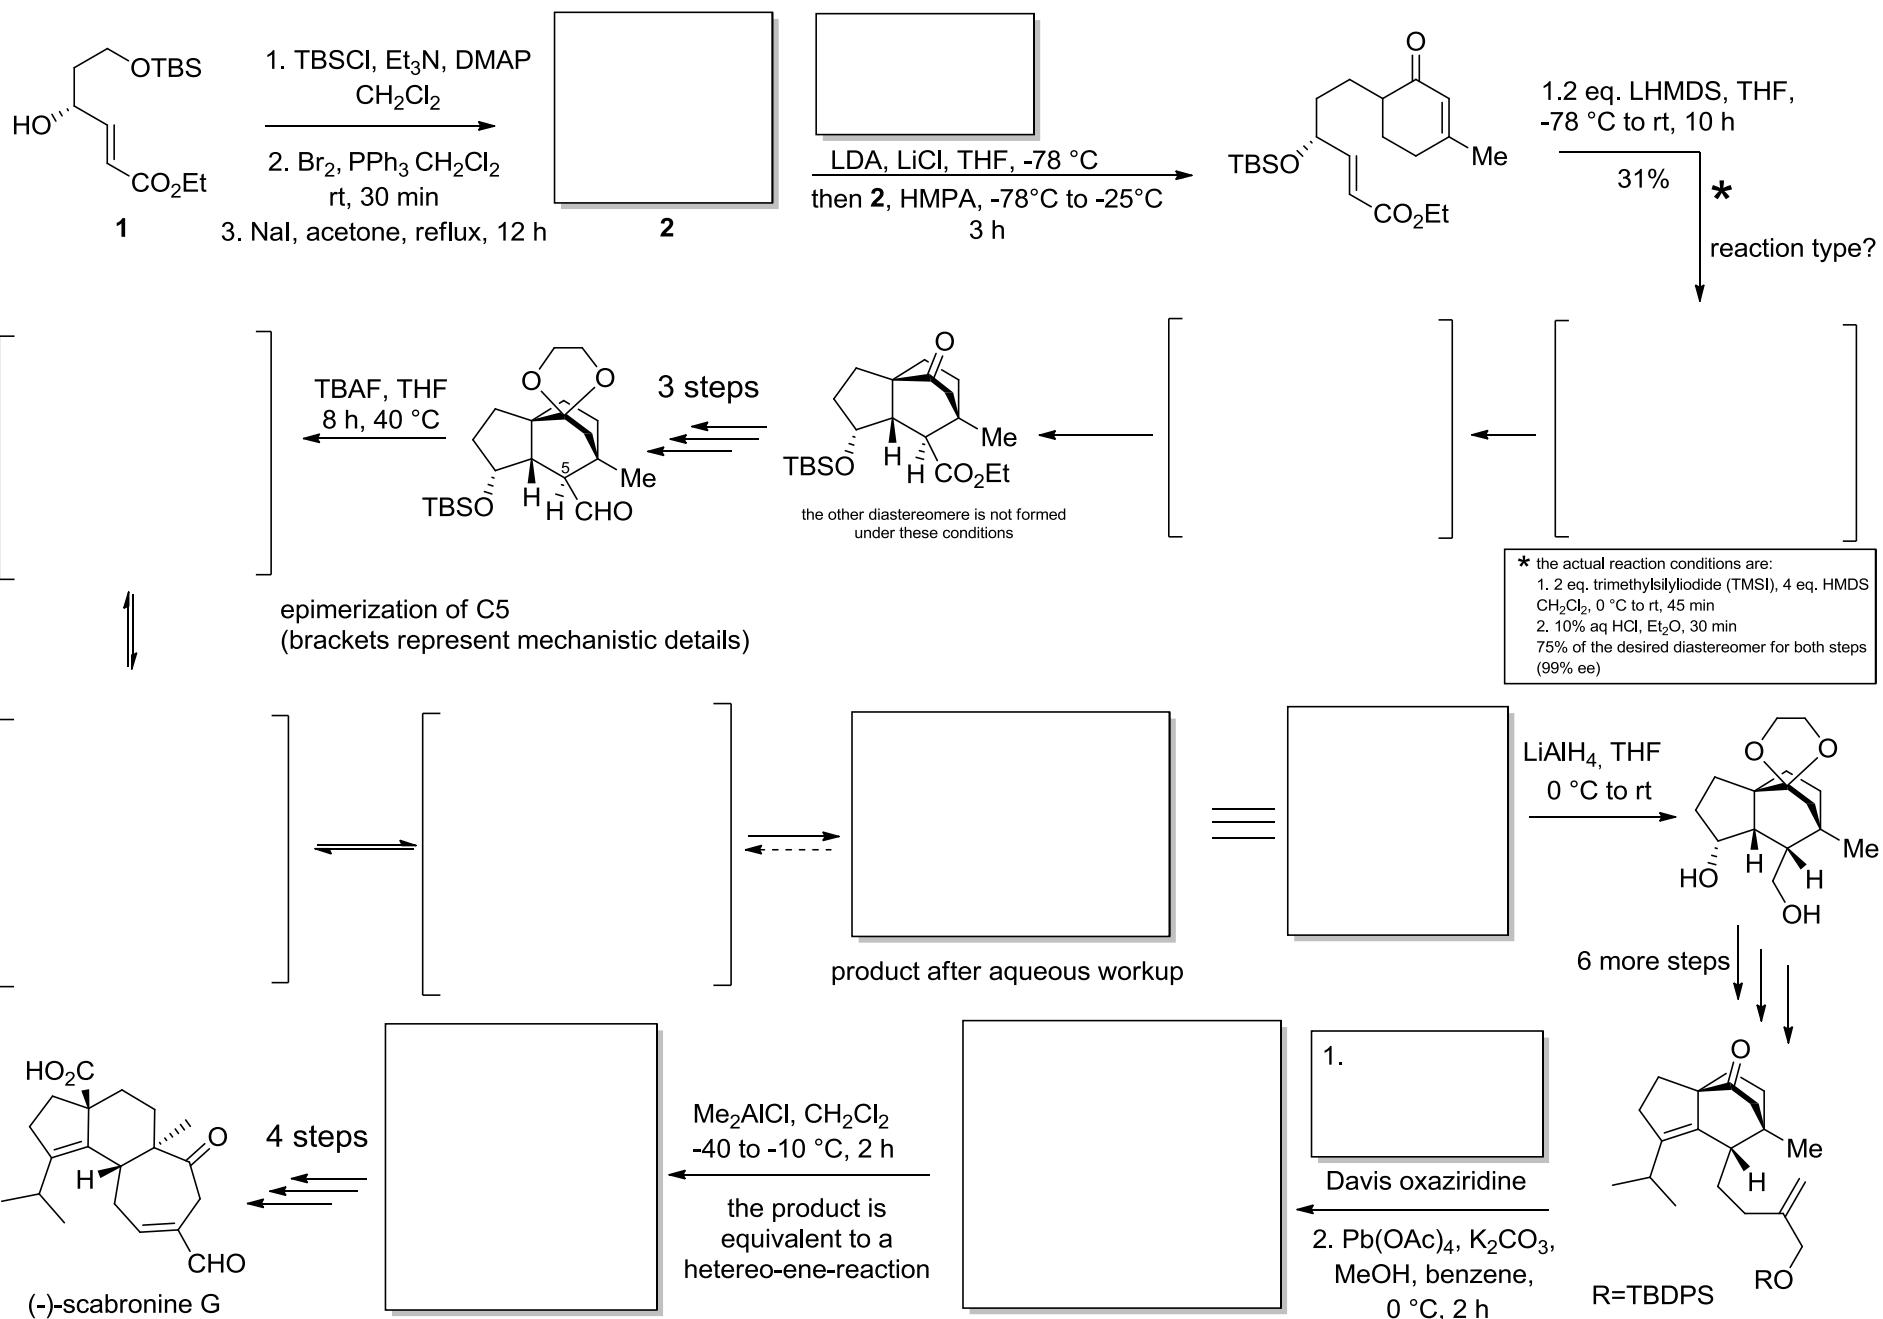 OTBS
HO
CO2Et
1
1. TBSCl, Et3N, DMAP
CH2Cl2
2. Br2, PPh3 CH2Cl2
rt, 30 min
3. NaI, acetone, reflux, 12 h
2
LDA, LiCl, THF, -78 °C
then 2, HMPA, -78°C to -25°C
3 h
O
TBSO
Me
CO2Et
1.2 eq. LHMDS, THF,
-78 °C to rt, 10 h
31%
*
reaction type?
TBAF, THF
8 h, 40 °C
O
O
5
Me
TBSO
H
H
CHO
3 steps
O
Me
TBSO
H
H
CO2Et
the other diastereomere is not formed
under these conditions
* the actual reaction conditions are:
1. 2 eq. trimethylsilyliodide (TMSI), 4 eq. HMDS
CH2Cl2, 0 °C to rt, 45 min
2. 10% aq HCl, Et2O, 30 min
75% of the desired diastereomer for both steps
(99% ee)
epimerization of C5
(brackets represent mechanistic details)
product after aqueous workup
LiAlH4, THF
0 °C to rt
O
O
Me
HO
H
H
OH
6 more steps
HO2C
O
H
CHO
(-)-scabronine G
4 steps
Me2AlCl, CH2Cl2
-40 to -10 °C, 2 h
the product is
equivalent to a
hetereo-ene-reaction
1.
Davis oxaziridine
2. Pb(OAc)4, K2CO3,
MeOH, benzene,
0 °C, 2 h
O
Me
H
RO
R=TBDPS